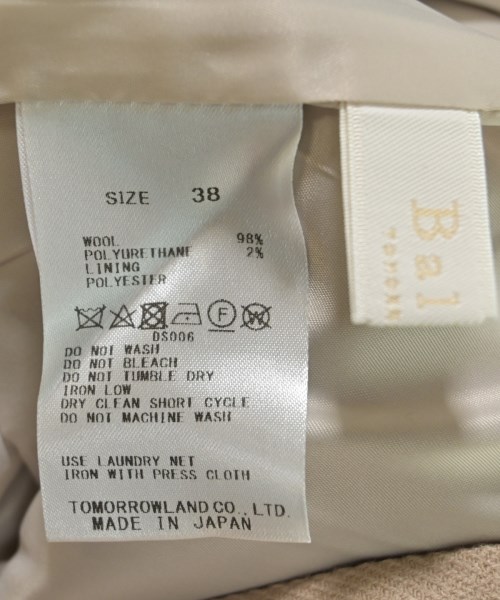 SIZE 38
WOOL 98%
POLYURETHANE 2%
LINING
POLYESTER
F W
DS006
DO NOT WASH
DO NOT BLEACH
DO NOT TUMBLE DRY
IRON LOW
DRY CLEAN SHORT CYCLE
DO NOT MACHINE WASH
USE LAUNDRY NET
IRON WITH PRESS CLOTH
TOMORROWLAND CO., LTD.
MADE IN JAPAN
Bal